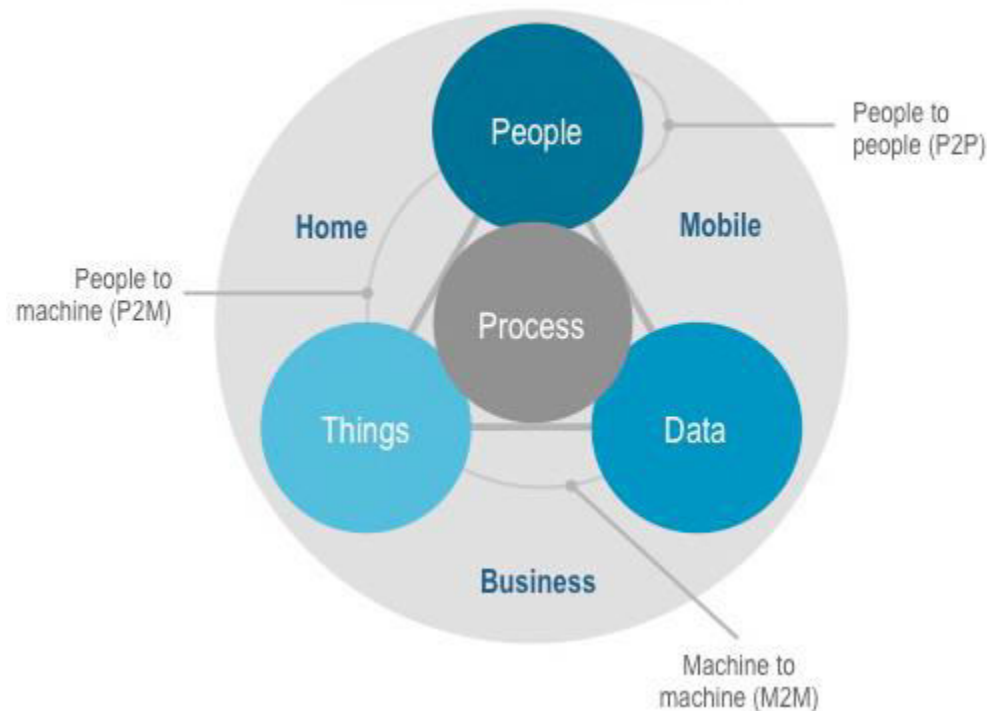 People
People to
people (P2P)
Home
Mobile
People to
machine (P2M)
Process
Things
Data
Business
Machine to
machine (M2M)